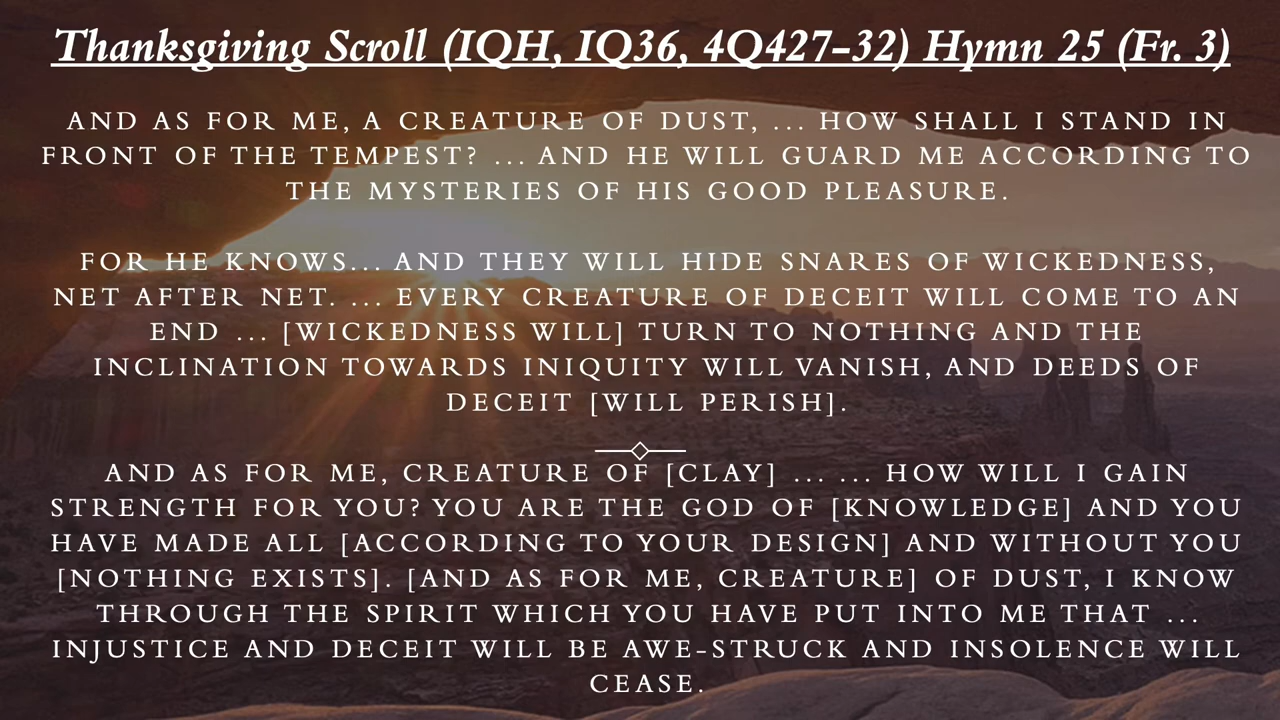 Thanksgiving Scroll (IQH, IQ36, 4Q427-32) Hymn 25 (Fr. 3)
AND AS FOR ME, A CREATURE OF DUST, ... HOW SHALL I STAND IN
FRONT OF THE TEMPEST? ... AND HE WILL GUARD ME ACCORDING TO
THE MYSTERIES OF HIS GOOD PLEASURE.
FOR HE KNOWS... AND THEY WILL HIDE SNARES OF WICKEDNESS,
NET AFTER NET. ... EVERY CREATURE OF DECEIT WILL COME TO AN
END ... [WICKEDNESS WILL] TURN TO NOTHING AND THE
INCLINATION TOWARDS INIQUITY WILL VANISH, AND DEEDS OF
DECEIT [WILL PERISH].
AND AS FOR ME, CREATURE OF [CLAY] ... ... HOW WILL I GAIN
STRENGTH FOR YOU? YOU ARE THE GOD OF [KNOWLEDGE] AND YOU
HAVE MADE ALL [ACCORDING TO YOUR DESIGN] AND WITHOUT YOU
[NOTHING EXISTS]. [AND AS FOR ME, CREATURE] OF DUST, I KNOW
THROUGH THE SPIRIT WHICH YOU HAVE PUT INTO ME THAT ...
INJUSTICE AND DECEIT WILL BE AWE-STRUCK AND INSOLENCE WILL
CEASE.